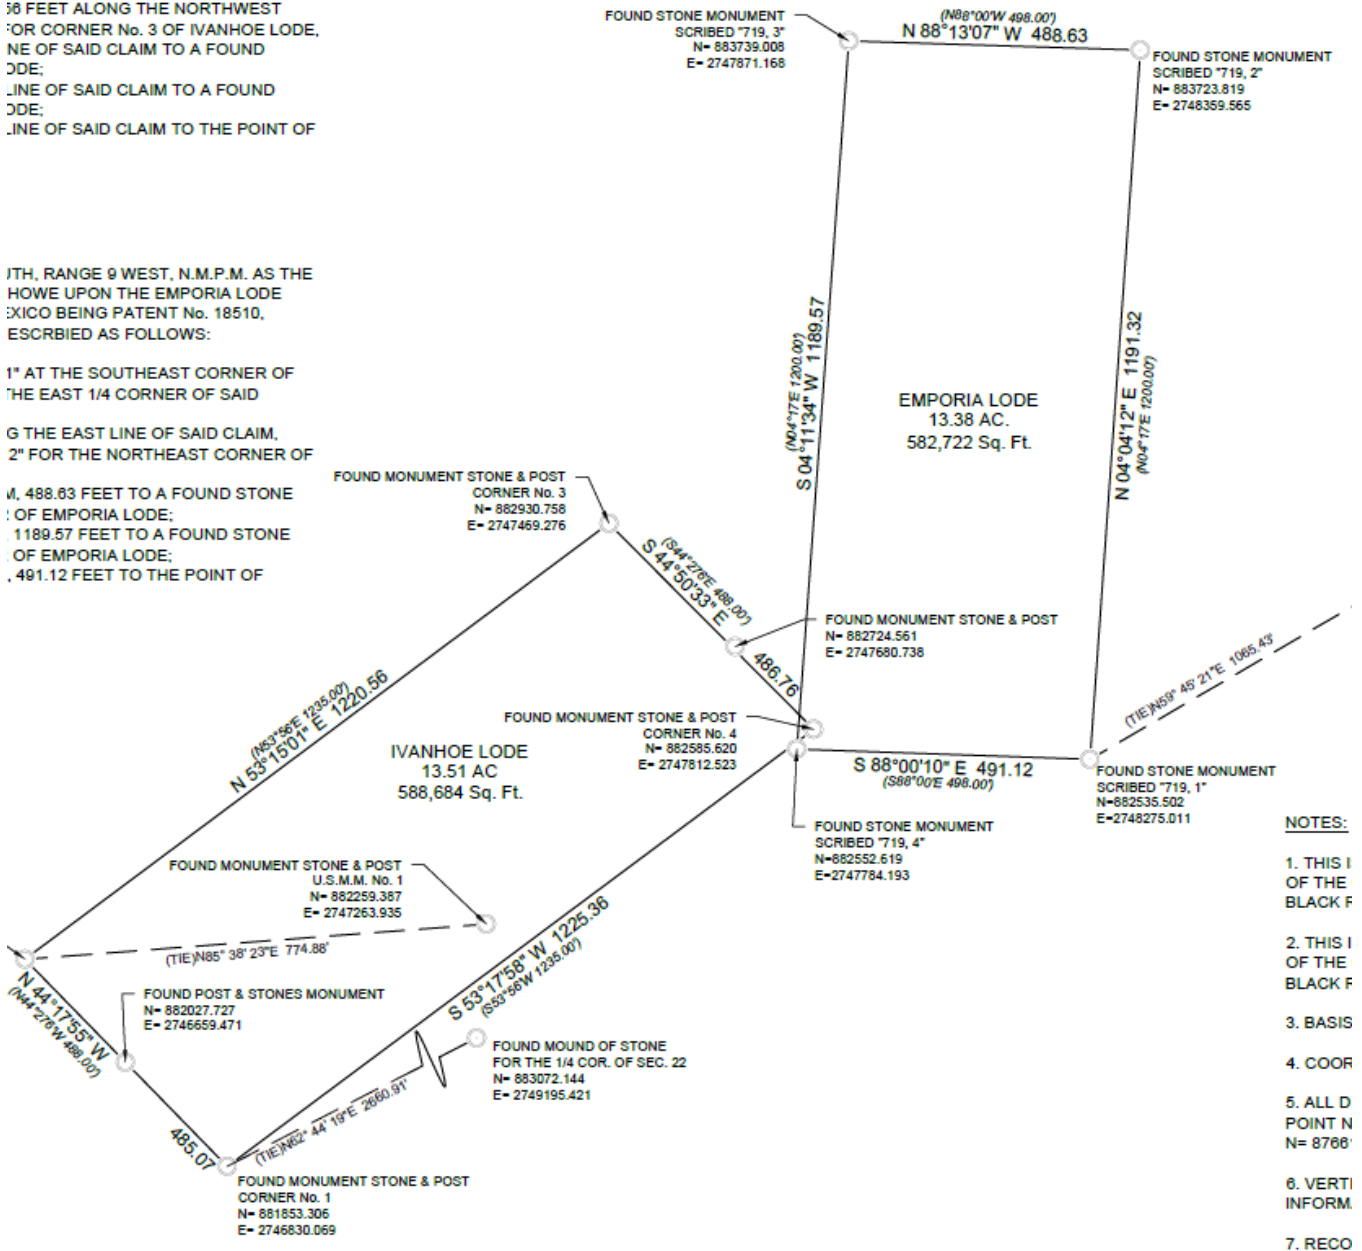 56 FEET ALONG THE NORTHWEST
FOR CORNER No. 3 OF IVANHOE LODE,
NE OF SAID CLAIM TO A FOUND
ODE;
LINE OF SAID CLAIM TO A FOUND
ODE;
LINE OF SAID CLAIM TO THE POINT OF
UTH, RANGE 9 WEST, N.M.P.M. AS THE
HOWE UPON THE EMPORIA LODE
EXICO BEING PATENT No. 18510,
ESCRBIED AS FOLLOWS:
1" AT THE SOUTHEAST CORNER OF
THE EAST 1/4 CORNER OF SAID
G THE EAST LINE OF SAID CLAIM,
2" FOR THE NORTHEAST CORNER OF
M, 488.63 FEET TO A FOUND STONE
OF EMPORIA LODE;
1189.57 FEET TO A FOUND STONE
OF EMPORIA LODE;
, 491.12 FEET TO THE POINT OF
FOUND STONE MONUMENT
SCRIBED "719, 3"
N= 883739.008
E= 2747871.168
(N88°00'W 498.00')
N 88°13'07" W 488.63
FOUND STONE MONUMENT
SCRIBED "719, 2"
N= 883723.819
E= 2748359.565
(N04°17'E 1200.00')
S 04°11'34" W 1189.57
EMPORIA LODE
13.38 AC.
582,722 Sq. Ft.
N 04°04'12" E 1191.32
(N04°17'E 1200.00')
FOUND MONUMENT STONE & POST
CORNER No. 3
N= 882930.758
E= 2747469.276
(S44°276'E 488.00')
S 44°50'33" E
486.76
FOUND MONUMENT STONE & POST
N= 882724.561
E= 2747680.738
(TIE)N59° 45' 21"E 1065.43'
FOUND MONUMENT STONE & POST
CORNER No. 4
N= 882585.620
E= 2747812.523
(N53°56'E 1235.00')
N 53°15'01" E 1220.56
IVANHOE LODE
13.51 AC
588,684 Sq. Ft.
S 88°00'10" E 491.12
(S88°00'E 498.00')
FOUND STONE MONUMENT
SCRIBED "719, 1"
N=882535.502
E=2748275.011
FOUND STONE MONUMENT
SCRIBED "719, 4"
N=882552.619
E=2747784.193
FOUND MONUMENT STONE & POST
U.S.M.M. No. 1
N= 882259.387
E= 2747263.935
(TIE)N85° 38' 23"E 774.88'
S 53°17'58" W 1225.36
(S53°56'W 1235.00')
N 44°17'55" W
(N44°276'W 488.00')
485.07
FOUND POST & STONES MONUMENT
N= 882027.727
E= 2746659.471
FOUND MOUND OF STONE
FOR THE 1/4 COR. OF SEC. 22
N= 883072.144
E= 2749195.421
(TIE)N62° 44' 19"E 2660.91'
FOUND MONUMENT STONE & POST
CORNER No. 1
N= 881853.306
E= 2746830.069
NOTES:
1. THIS I
OF THE
BLACK R
2. THIS I
OF THE
BLACK R
3. BASIS
4. COOR
5. ALL D
POINT N
N= 87661
6. VERTI
INFORMA
7. RECO